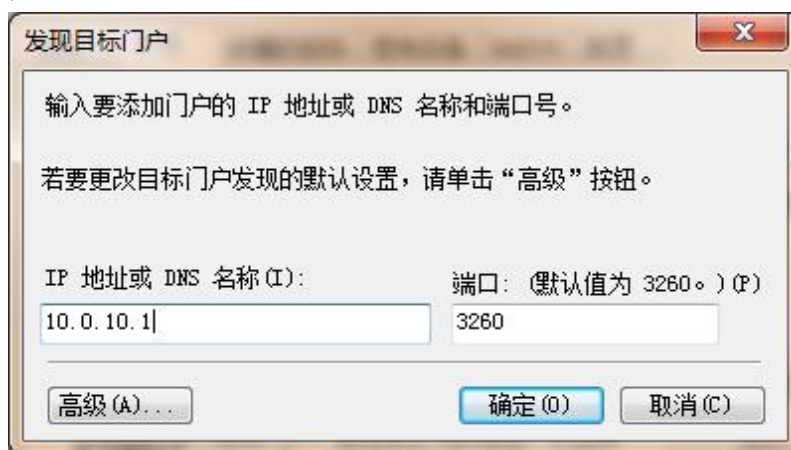 发现目标门户
输入要添加门户的 IP 地址或 DNS 名称和端口号。
若要更改目标门户发现的默认设置，请单击“高级”按钮。
IP 地址或 DNS 名称(I):
端口: (默认值为 3260。)(P)
10.0.10.1
3260
高级(A)...
确定(O)
取消(C)